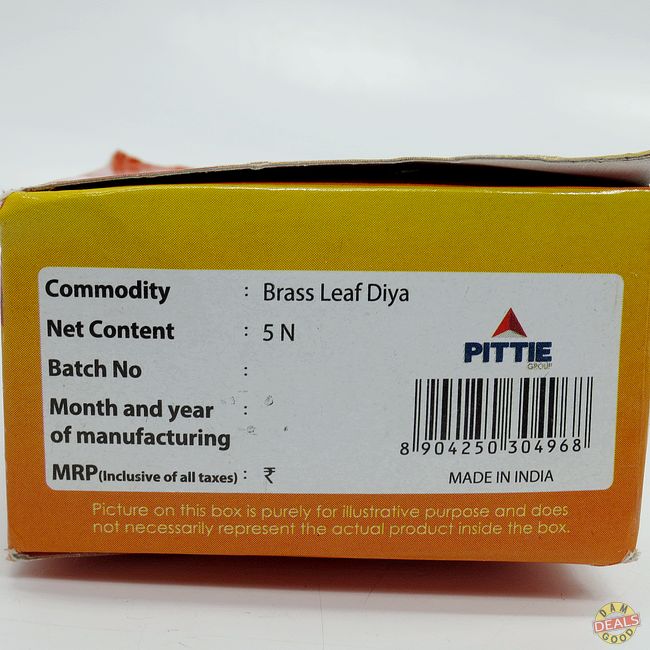 Commodity : Brass Leaf Diya
Net Content : 5 N
Batch No :
Month and year :
of manufacturing
MRP (Inclusive of all taxes) : ₹
PITTIE
GROUP
8 904250 304968
MADE IN INDIA
Picture on this box is purely for illustrative purpose and does
not necessarily represent the actual product inside the box.
DAM
DEALS
GOOD